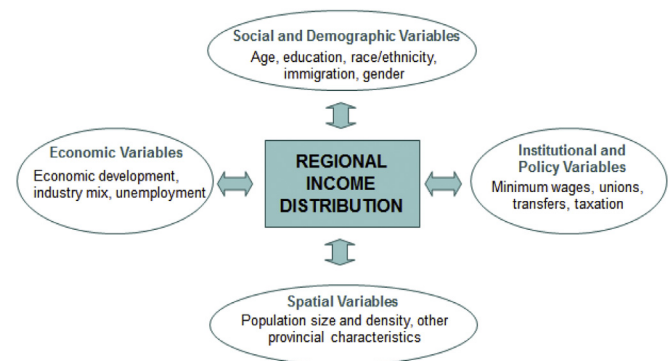 Social and Demographic Variables
Age, education, race/ethnicity,
immigration, gender
Economic Variables
Economic development,
industry mix, unemployment
REGIONAL
INCOME
DISTRIBUTION
Institutional and
Policy Variables
Minimum wages, unions,
transfers, taxation
Spatial Variables
Population size and density, other
provincial characteristics